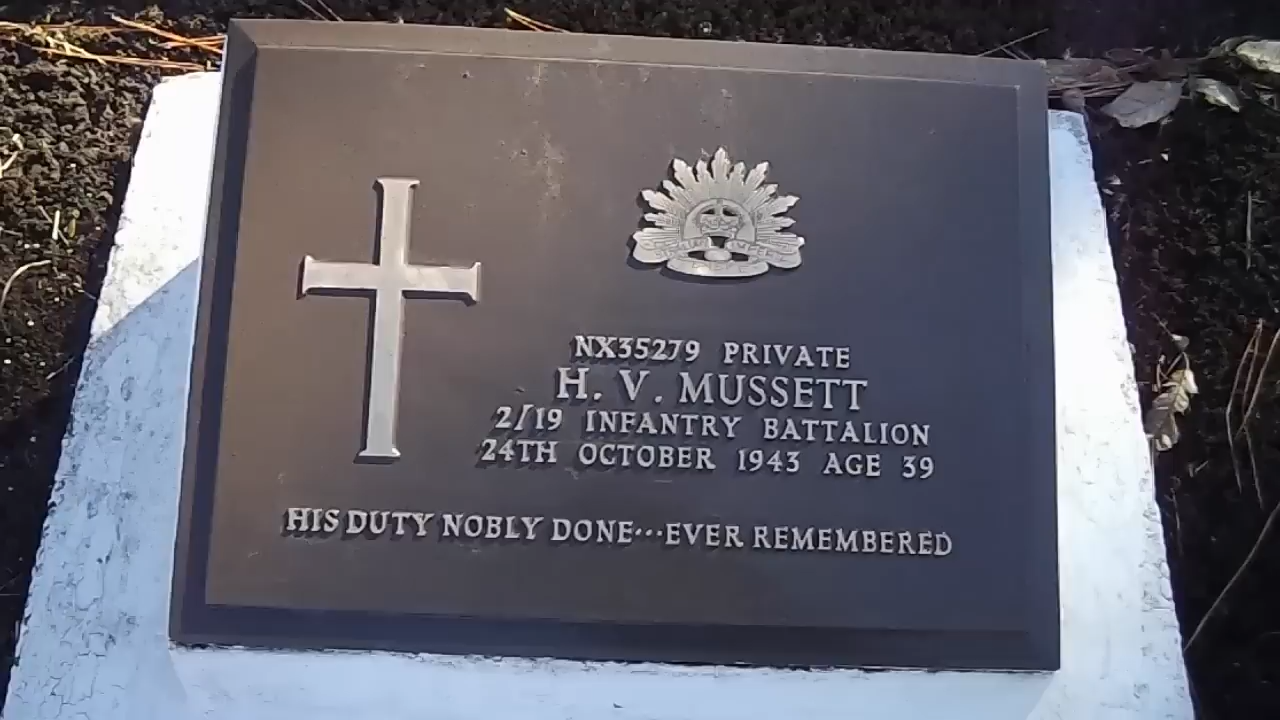 NX35279 PRIVATE
H. V. MUSSETT
2/19 INFANTRY BATTALION
24TH OCTOBER 1943 AGE 39
HIS DUTY NOBLY DONE...EVER REMEMBERED